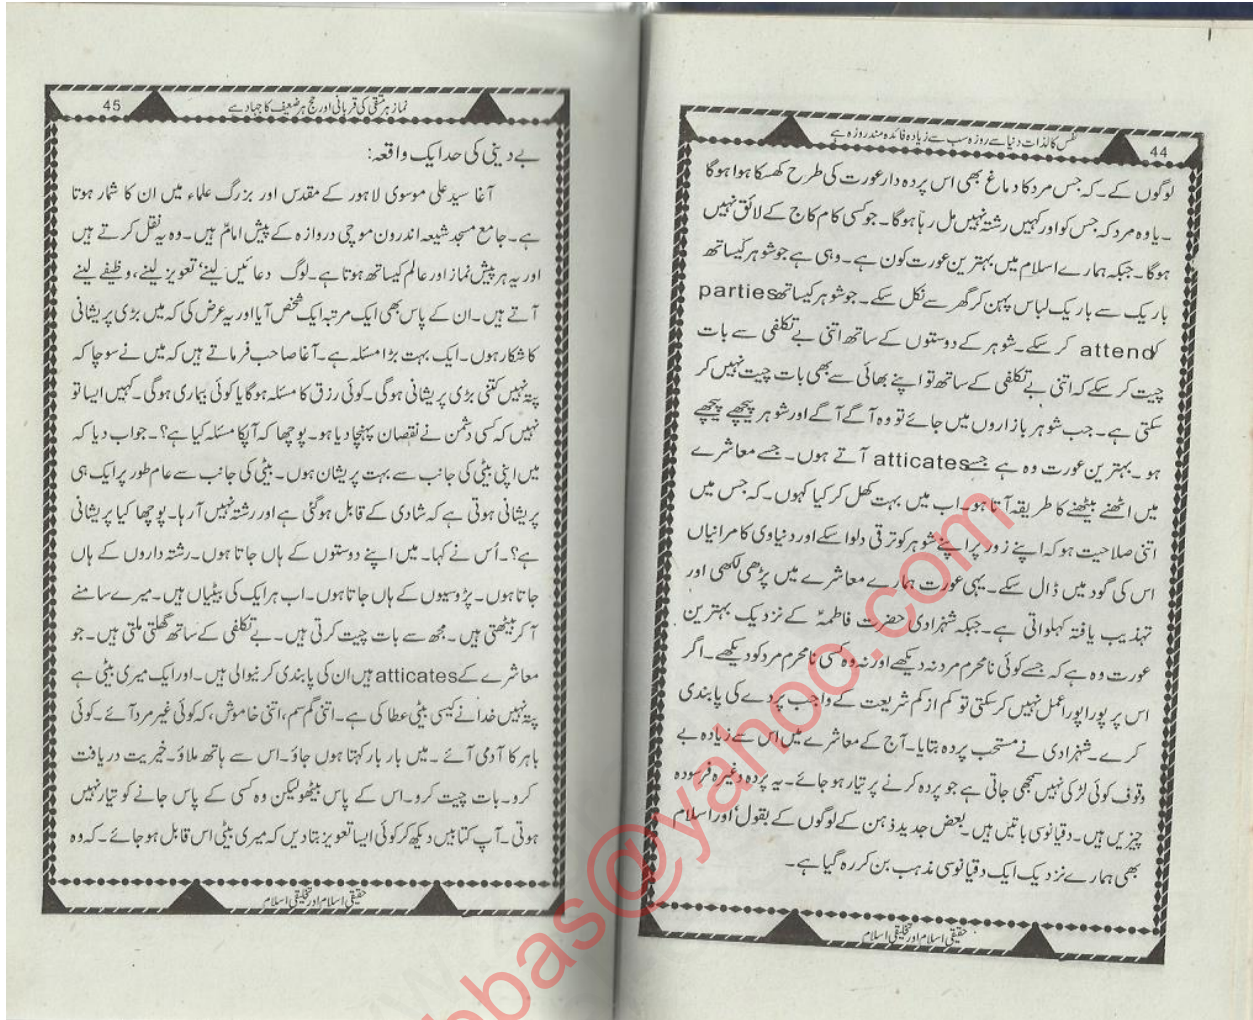 44
نفس کا لذات دنیا سے روزہ سب سے زیادہ فائدہ مند روزہ ہے
لوگوں کے۔ کہ جس مرد کا دماغ بھی اس پردہ دار عورت کی طرح کھسکا ہوا ہوگا
۔ یا وہ مرد کہ جس کو اور کہیں رشتہ نہیں مل رہا ہوگا۔ جو کسی کام کاج کے لائق نہیں
ہوگا۔ جبکہ ہمارے اسلام میں بہترین عورت کون ہے۔ وہی ہے جو شوہر کیساتھ
باریک سے باریک لباس پہن کر گھر سے نکل سکے۔ جو شوہر کیساتھ parties
کو attend کر سکے۔ شوہر کے دوستوں کے ساتھ اتنی بے تکلفی سے بات
چیت کر سکے کہ اتنی بے تکلفی کے ساتھ تو اپنے بھائی سے بھی بات چیت نہیں کر
سکتی ہے۔ جب شوہر بازاروں میں جائے تو وہ آگے آگے اور شوہر پیچھے پیچھے
ہو۔ بہترین عورت وہ ہے جسے atticates آتے ہوں۔ جسے معاشرے
میں اٹھنے بیٹھنے کا طریقہ آتا ہو۔ اب میں بہت کھل کر کیا کہوں۔ کہ جس میں
اتنی صلاحیت ہو کہ اپنے زور پر اپنے شوہر کو ترقی دلوا سکے اور دنیاوی کامرانیاں
اس کی گود میں ڈال سکے۔ یہی عورت ہمارے معاشرے میں پڑھی لکھی اور
تہذیب یافتہ کہلواتی ہے۔ جبکہ شہزادی حضرت فاطمہؑ کے نزدیک بہترین
عورت وہ ہے کہ جسے کوئی نامحرم مرد نہ دیکھے اور نہ وہ کسی نامحرم مرد کو دیکھے۔ اگر
اس پر پورا پورا عمل نہیں کر سکتی تو کم از کم شریعت کے واجب پردے کی پابندی
کرے۔ شہزادی نے مستحب پردہ بتایا۔ آج کے معاشرے میں اس سے زیادہ بے
وقوف کوئی لڑکی نہیں سمجھی جاتی ہے جو پردہ کرنے پر تیار ہو جائے۔ یہ پردہ وغیرہ فرسودہ
چیزیں ہیں۔ دقیانوسی باتیں ہیں۔ بعض جدید ذہن کے لوگوں کے بقول‘ اور اسلام
بھی ہمارے نزدیک ایک دقیانوسی مذہب بن کر رہ گیا ہے۔
حقیقی اسلام اور تخلیقی اسلام
45
نماز ہر متقی کی قربانی اور حج ہر ضعیف کا جہاد ہے
بے دینی کی حد ایک واقعہ:
آغا سید علی موسوی لاہور کے مقدس اور بزرگ علماء میں ان کا شمار ہوتا
ہے۔ جامع مسجد شیعہ اندرون موچی دروازہ کے پیش امام ہیں۔ وہ یہ نقل کرتے ہیں
اور یہ ہر پیش نماز اور عالم کیساتھ ہوتا ہے۔ لوگ دعائیں لینے‘ تعویز لینے، وظیفے لینے
آتے ہیں۔ ان کے پاس بھی ایک مرتبہ ایک شخص آیا اور یہ عرض کی کہ میں بڑی پریشانی
کا شکار ہوں۔ ایک بہت بڑا مسئلہ ہے۔ آغا صاحب فرماتے ہیں کہ میں نے سوچا کہ
پتہ نہیں کتنی بڑی پریشانی ہوگی۔ کوئی رزق کا مسئلہ ہوگا یا کوئی بیماری ہوگی۔ کہیں ایسا تو
نہیں کہ کسی دشمن نے نقصان پہنچا دیا ہو۔ پوچھا کہ آپکا مسئلہ کیا ہے؟۔ جواب دیا کہ
میں اپنی بیٹی کی جانب سے بہت پریشان ہوں۔ بیٹی کی جانب سے عام طور پر ایک ہی
پریشانی ہوتی ہے کہ شادی کے قابل ہوگئی ہے اور رشتہ نہیں آ رہا۔ پوچھا کیا پریشانی
ہے؟۔ اُس نے کہا۔ میں اپنے دوستوں کے ہاں جاتا ہوں۔ رشتہ داروں کے ہاں
جاتا ہوں۔ پڑوسیوں کے ہاں جاتا ہوں۔ اب ہر ایک کی بیٹیاں ہیں۔ میرے سامنے
آ کر بیٹھتی ہیں۔ مجھ سے بات چیت کرتی ہیں۔ بے تکلفی کے ساتھ گھلتی ملتی ہیں۔ جو
معاشرے کے atticates ہیں ان کی پابندی کرنیوالی ہیں۔ اور ایک میری بیٹی ہے
پتہ نہیں خدا نے کیسی بیٹی عطا کی ہے۔ اتنی گم سم، اتنی خاموش، کہ کوئی غیر مرد آئے۔ کوئی
باہر کا آدمی آئے۔ میں بار بار کہتا ہوں جاؤ۔ اس سے ہاتھ ملاؤ۔ خیریت دریافت
کرو۔ بات چیت کرو۔ اس کے پاس بیٹھو لیکن وہ کسی کے پاس جانے کو تیار نہیں
ہوتی۔ آپ کتابیں دیکھ کر کوئی ایسا تعویز بتا دیں کہ میری بیٹی اس قابل ہو جائے۔ کہ وہ
حقیقی اسلام اور تخلیقی اسلام
bbas@yahoo.com